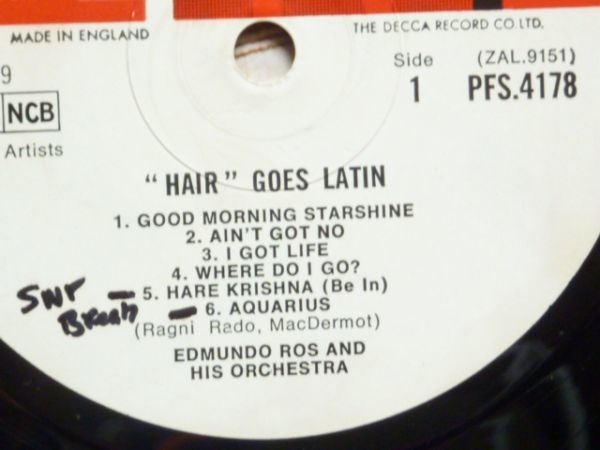 MADE IN ENGLAND
THE DECCA RECORD CO. LTD.
9
NCB
Artists
Side
1
(ZAL.9151)
PFS.4178
“HAIR” GOES LATIN
1. GOOD MORNING STARSHINE
2. AIN'T GOT NO
3. I GOT LIFE
4. WHERE DO I GO?
5. HARE KRISHNA (Be In)
6. AQUARIUS
(Ragni Rado, MacDermot)
EDMUNDO ROS AND
HIS ORCHESTRA
Break